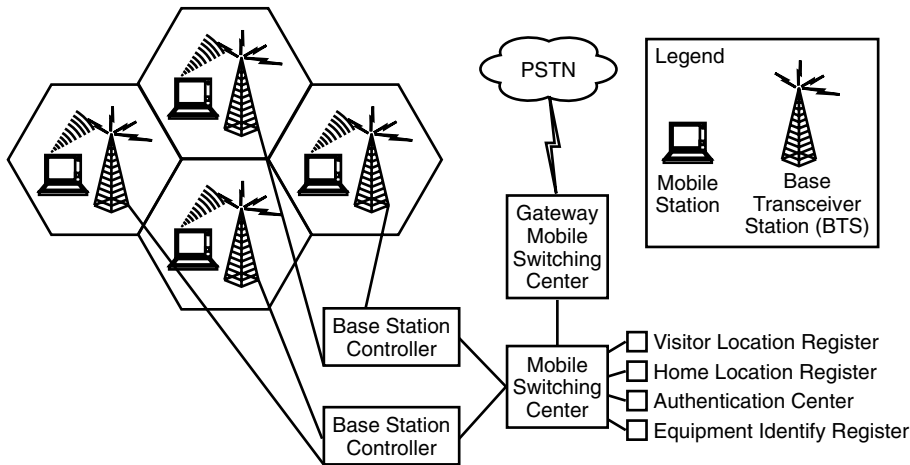 PSTN
Legend
Mobile
Station
Base
Transceiver
Station (BTS)
Gateway
Mobile
Switching
Center
Base Station
Controller
Mobile
Switching
Center
Visitor Location Register
Home Location Register
Authentication Center
Equipment Identify Register
Base Station
Controller